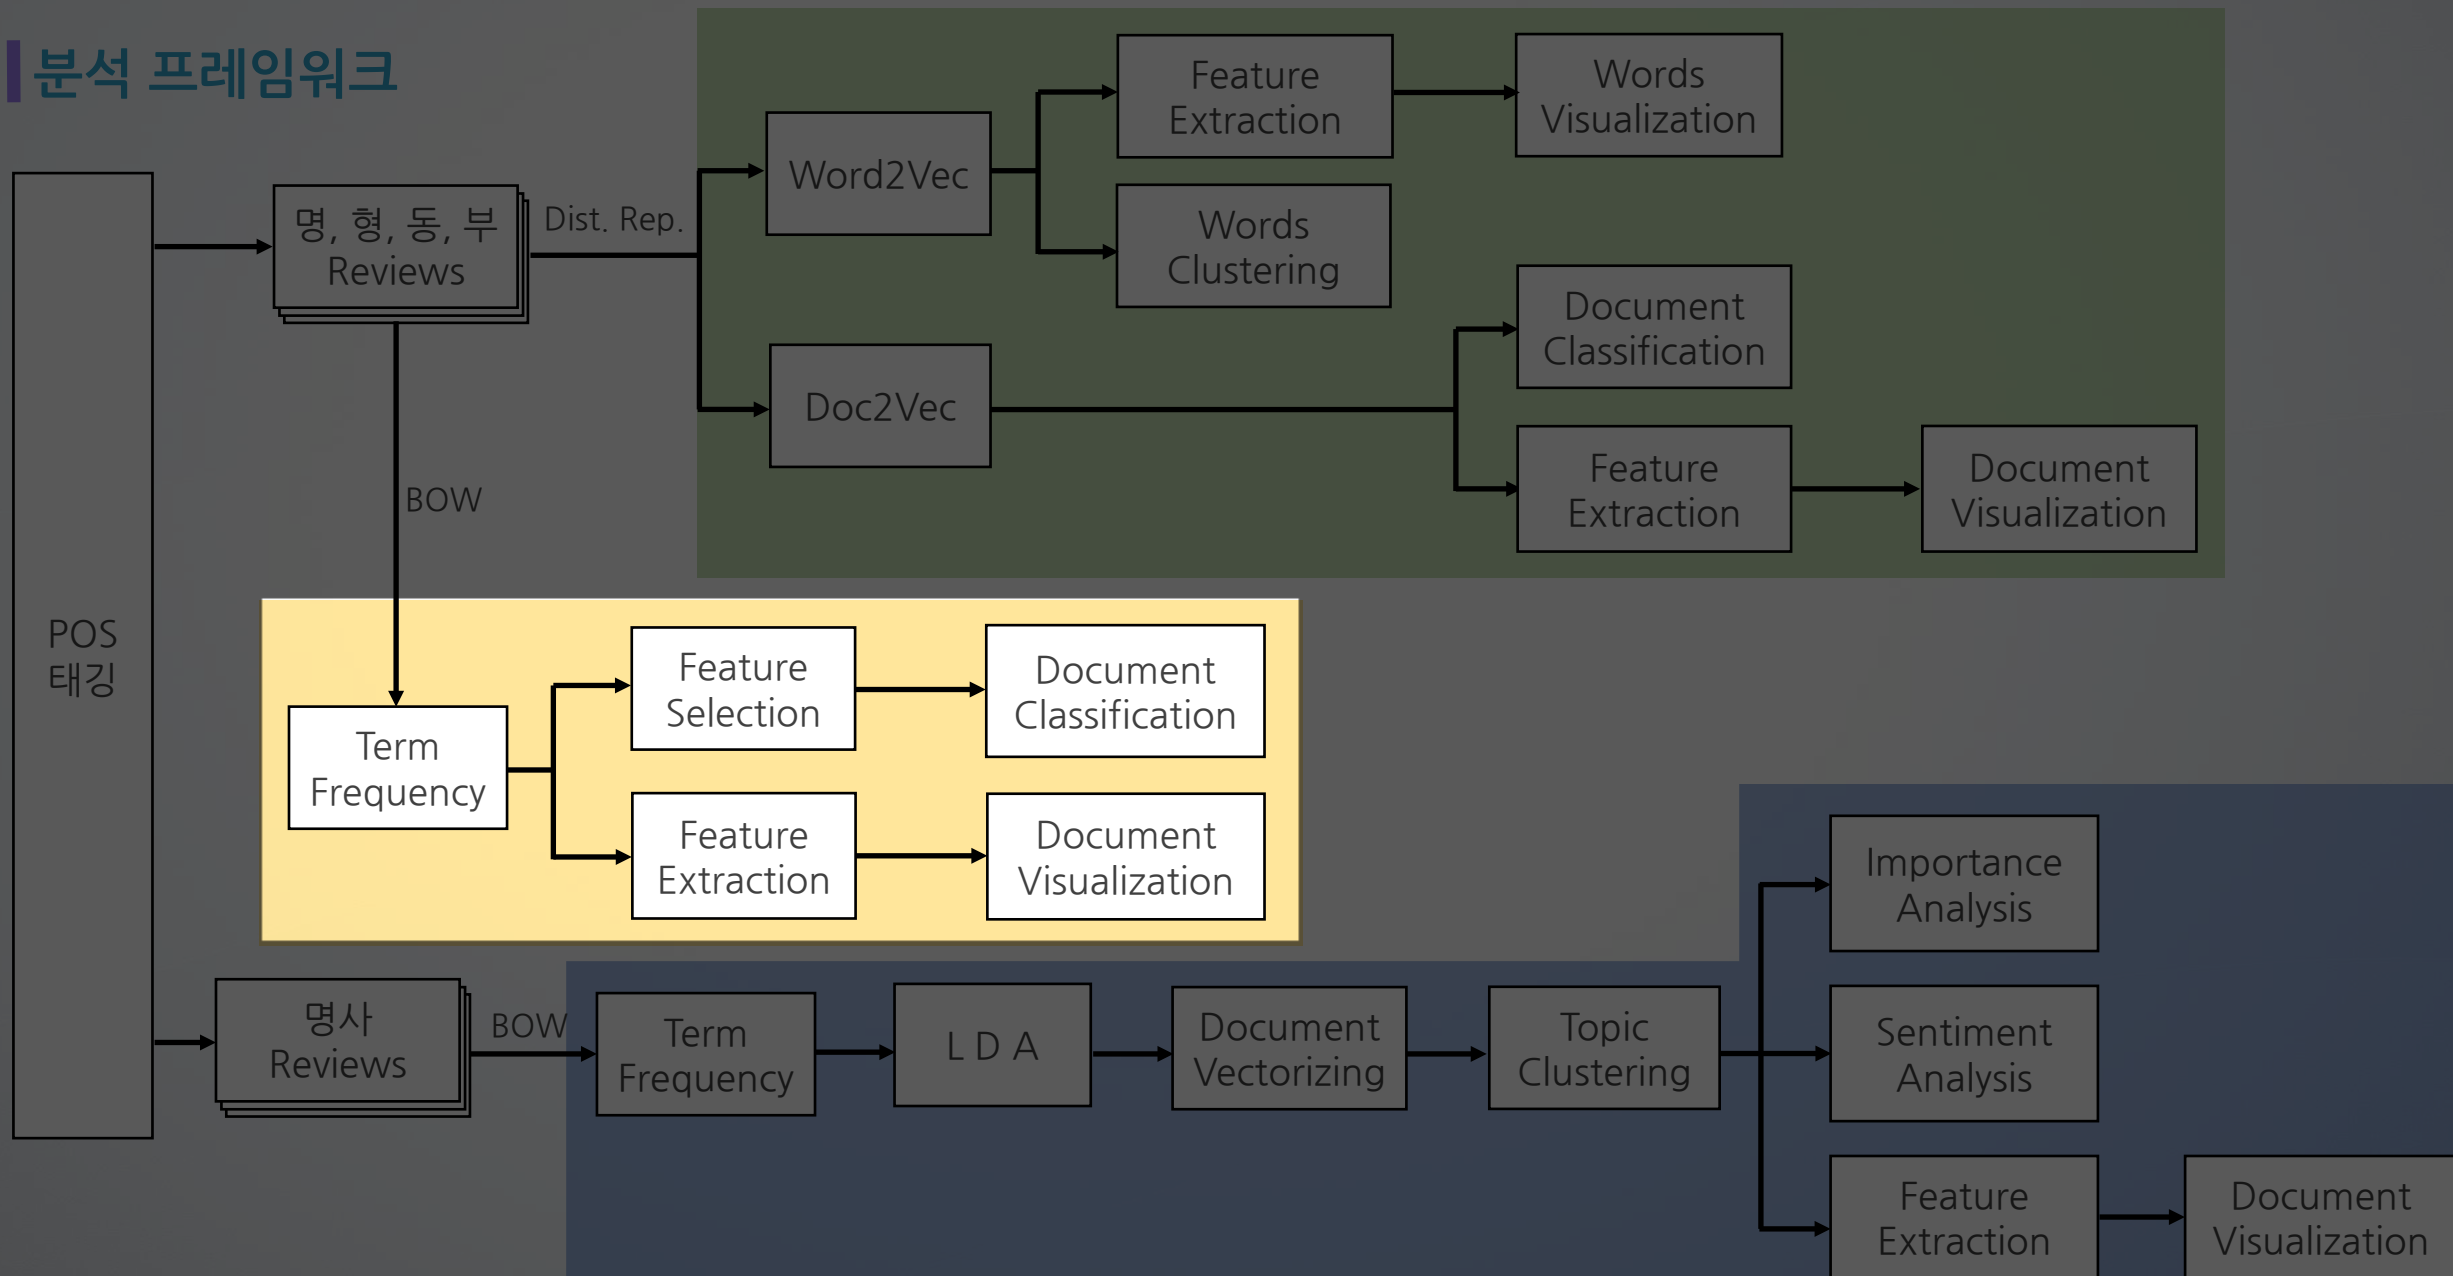 분석 프레임워크
POS
태깅
명, 형, 동, 부
Reviews
Dist. Rep.
Word2Vec
Feature
Extraction
Words
Visualization
Words
Clustering
Doc2Vec
Document
Classification
Feature
Extraction
Document
Visualization
BOW
Term
Frequency
Feature
Selection
Document
Classification
Feature
Extraction
Document
Visualization
명사
Reviews
BOW
Term
Frequency
L D A
Document
Vectorizing
Topic
Clustering
Importance
Analysis
Sentiment
Analysis
Feature
Extraction
Document
Visualization